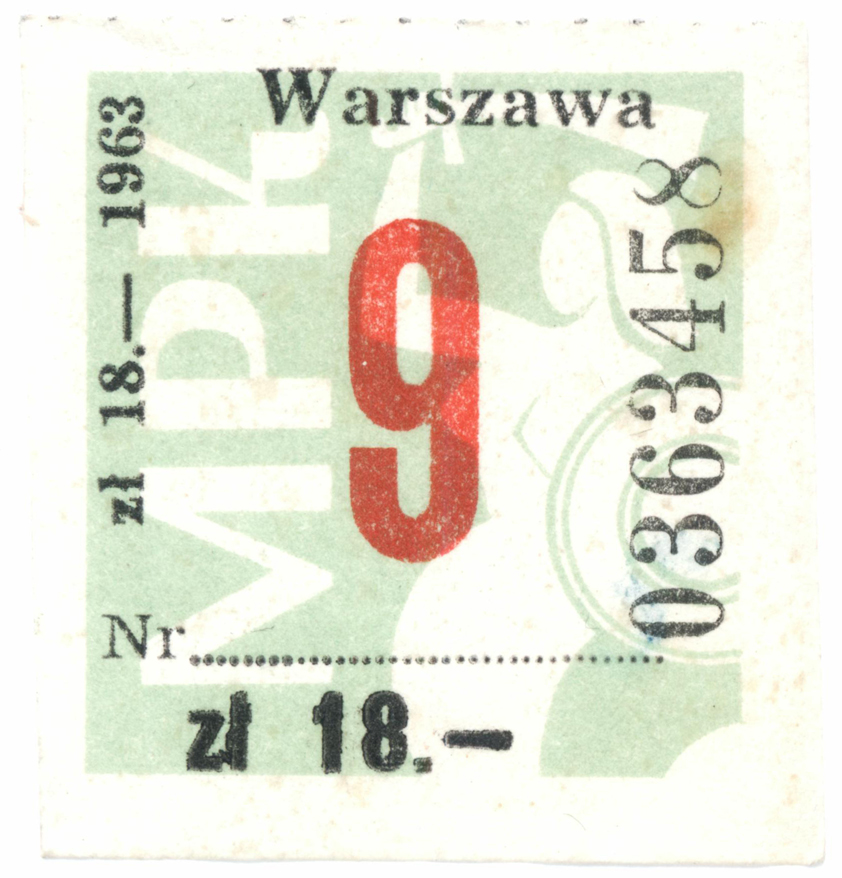 Warszawa
zł 18.— 1963
MPK
9
0363458
Nr
zł 18.-